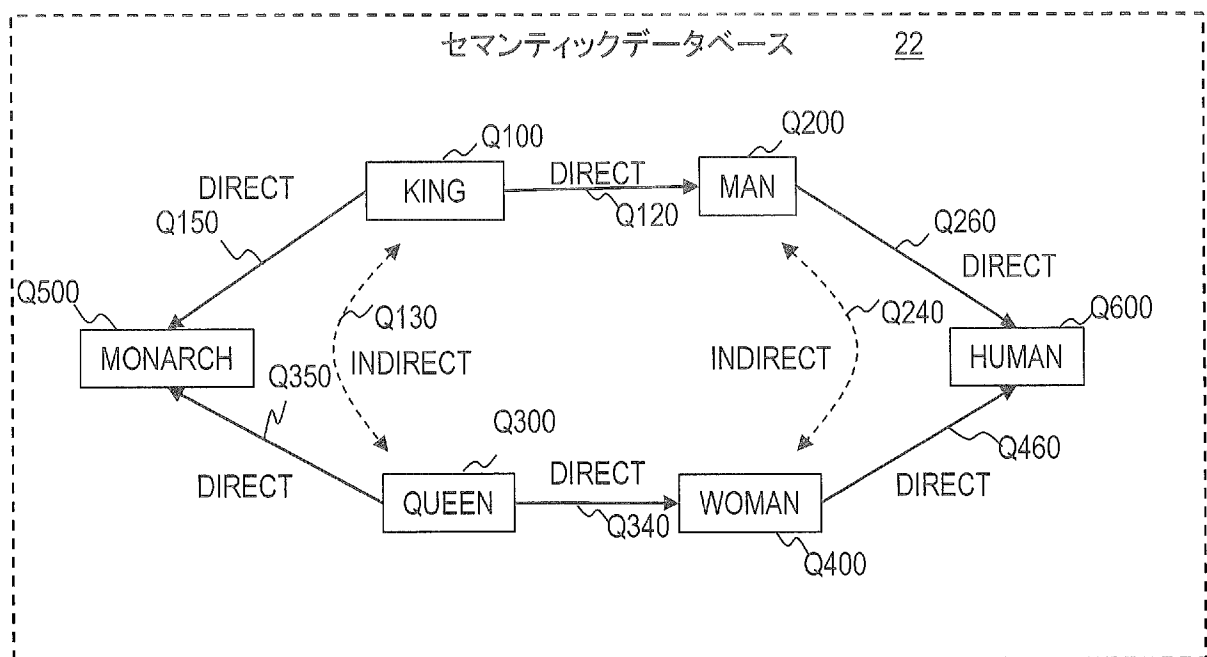 セマンティックデータベース 22
Q100
Q200
KING
DIRECT
MAN
DIRECT
Q120
Q150
Q260
DIRECT
Q500
Q130
Q240
Q600
MONARCH
INDIRECT
INDIRECT
HUMAN
Q350
Q300
Q460
DIRECT
DIRECT
DIRECT
QUEEN
WOMAN
Q340
Q400